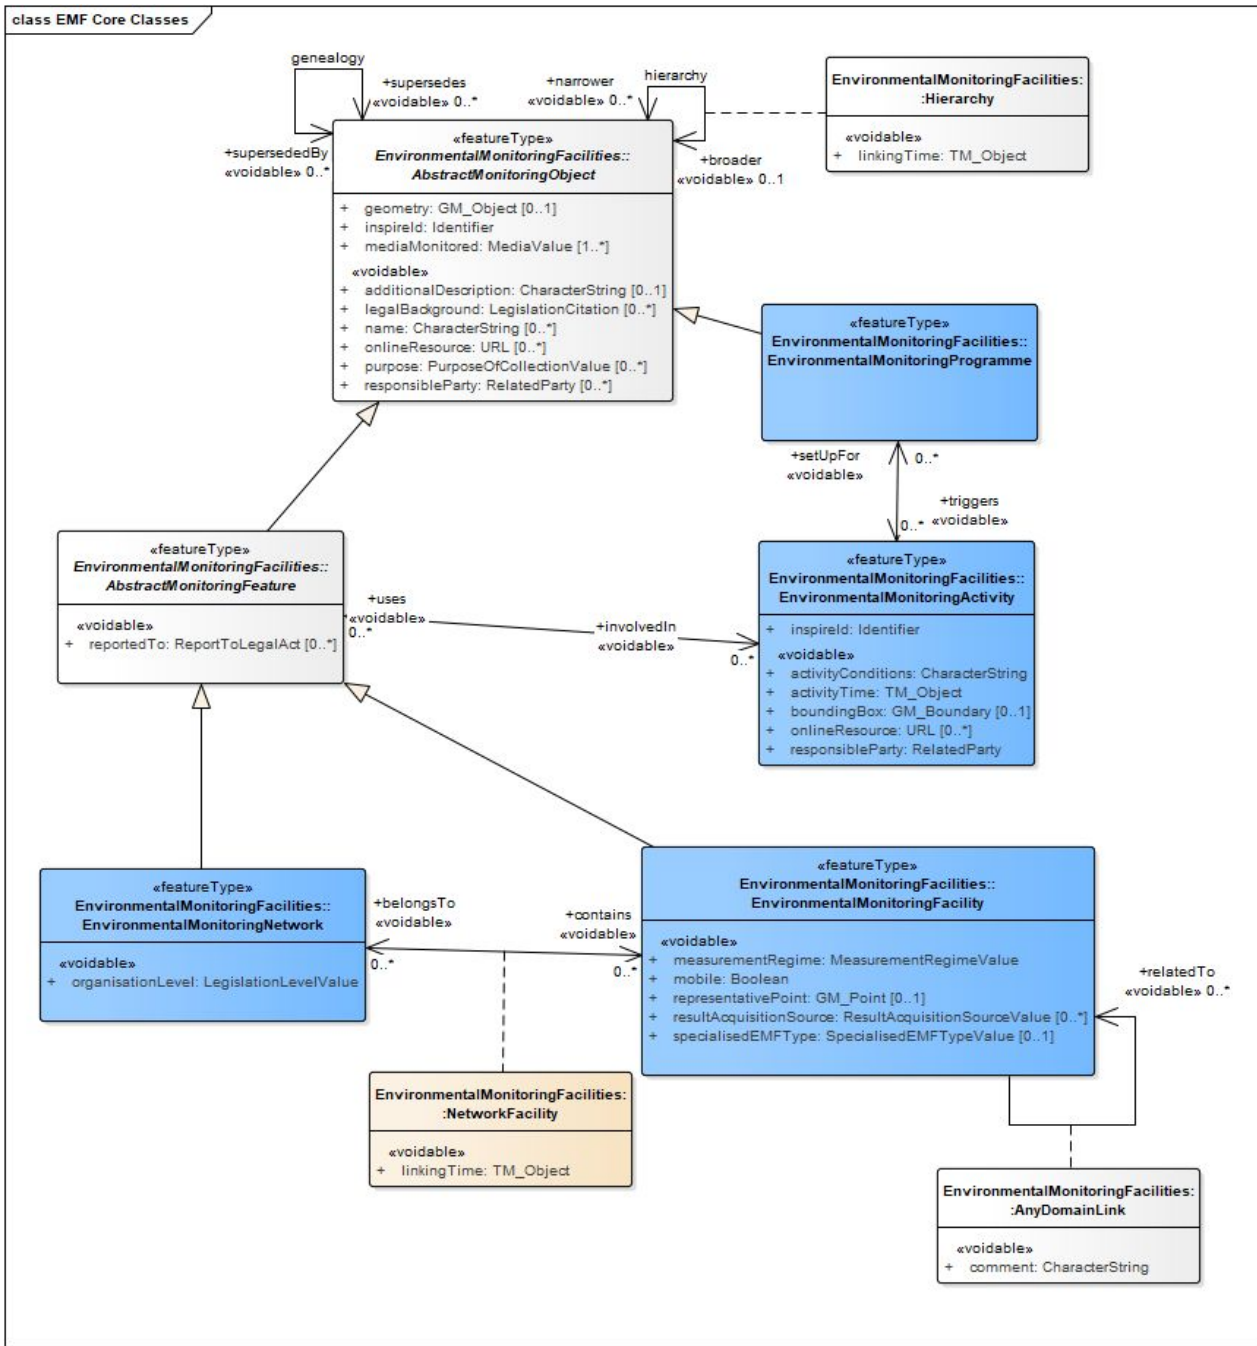 class EMF Core Classes
genealogy
+supersedes
«voidable» 0..*
+supersededBy
«voidable» 0..*
+narrower
«voidable» 0..*
hierarchy
+broader
«voidable» 0..1
EnvironmentalMonitoringFacilities:
:Hierarchy
«voidable»
+ linkingTime: TM_Object
«featureType»
EnvironmentalMonitoringFacilities::
AbstractMonitoringObject
+ geometry: GM_Object [0..1]
+ inspireId: Identifier
+ mediaMonitored: MediaValue [1..*]
«voidable»
+ additionalDescription: CharacterString [0..1]
+ legalBackground: LegislationCitation [0..*]
+ name: CharacterString [0..*]
+ onlineResource: URL [0..*]
+ purpose: PurposeOfCollectionValue [0..*]
+ responsibleParty: RelatedParty [0..*]
«featureType»
EnvironmentalMonitoringFacilities::
EnvironmentalMonitoringProgramme
+setUpFor
«voidable»
0..*
+triggers
«voidable»
0..*
«featureType»
EnvironmentalMonitoringFacilities::
AbstractMonitoringFeature
«voidable»
+ reportedTo: ReportToLegalAct [0..*]
+uses
«voidable»
0..*
+involvedIn
«voidable»
0..*
«featureType»
EnvironmentalMonitoringFacilities::
EnvironmentalMonitoringActivity
+ inspireId: Identifier
«voidable»
+ activityConditions: CharacterString
+ activityTime: TM_Object
+ boundingBox: GM_Boundary [0..1]
+ onlineResource: URL [0..*]
+ responsibleParty: RelatedParty
«featureType»
EnvironmentalMonitoringFacilities::
EnvironmentalMonitoringNetwork
«voidable»
+ organisationLevel: LegislationLevelValue
+belongsTo
«voidable»
0..*
+contains
«voidable»
0..*
«featureType»
EnvironmentalMonitoringFacilities::
EnvironmentalMonitoringFacility
«voidable»
+ measurementRegime: MeasurementRegimeValue
+ mobile: Boolean
+ representativePoint: GM_Point [0..1]
+ resultAcquisitionSource: ResultAcquisitionSourceValue [0..*]
+ specialisedEMFType: SpecialisedEMFTypeValue [0..1]
+relatedTo
«voidable» 0..*
EnvironmentalMonitoringFacilities:
:NetworkFacility
«voidable»
+ linkingTime: TM_Object
EnvironmentalMonitoringFacilities:
:AnyDomainLink
«voidable»
+ comment: CharacterString